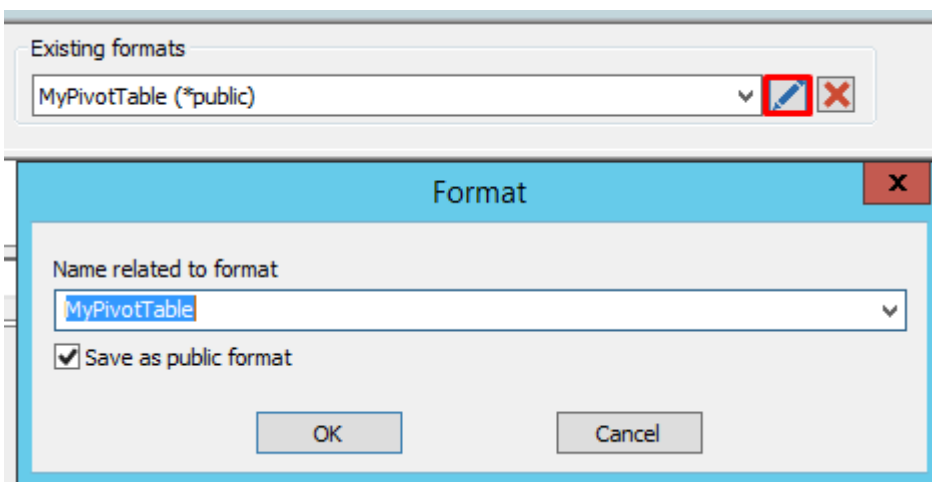 Existing formats
MyPivotTable (*public)
Format
x
Name related to format
MyPivotTable
Save as public format
OK
Cancel